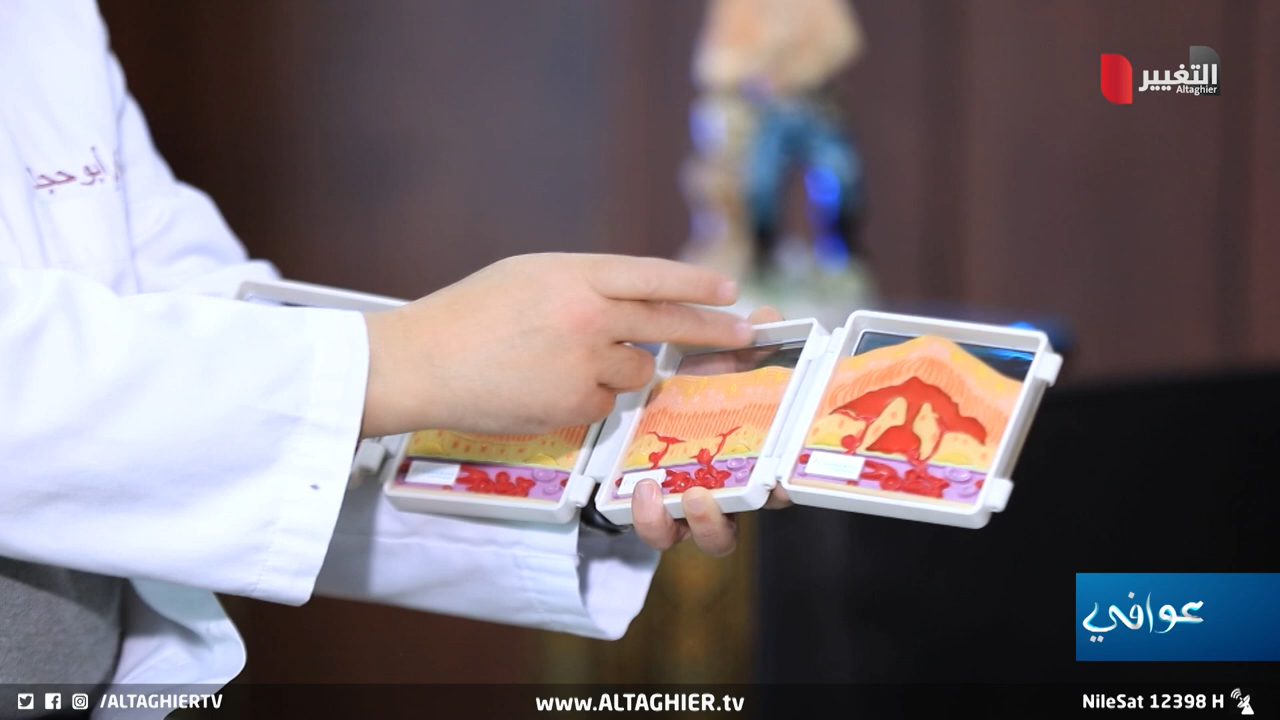 التغيير
Altaghier
أبو حجا
عوافي
/ALTAGHIERTV
www.ALTAGHIER.tv
NileSat 12398 H